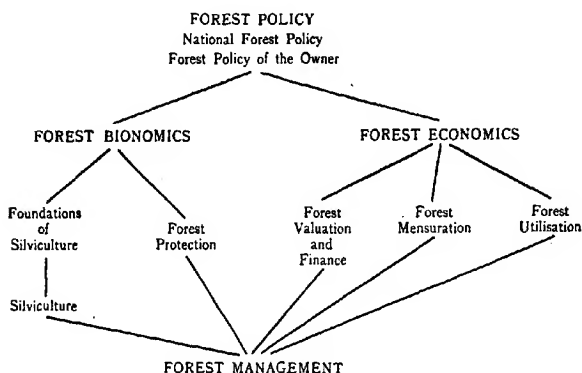 FOREST POLICY
National Forest Policy
Forest Policy of the Owner
FOREST BIONOMICS
FOREST ECONOMICS
Foundations
of
Silviculture
Forest
Protection
Forest
Valuation
and
Finance
Forest
Mensuration
Forest
Utilisation
Silviculture
FOREST MANAGEMENT